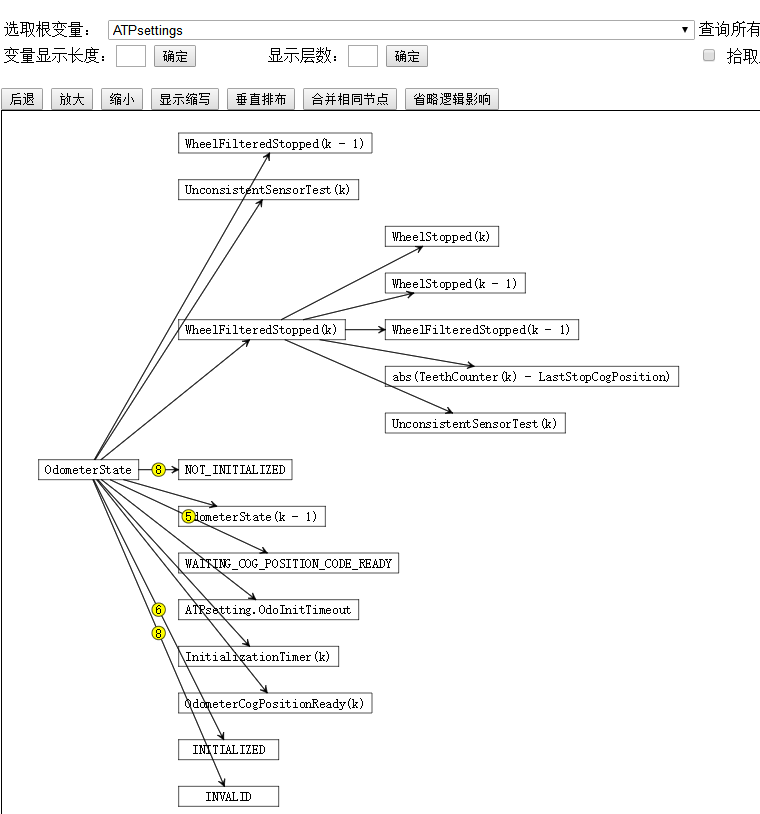 选取根变量： ATPsettings 查询所有
变量显示长度： 确定 显示层数： 确定 拾取
后退 放大 缩小 显示缩写 垂直排布 合并相同节点 省略逻辑影响
WheelFilteredStopped(k - 1)
UnconsistentSensorTest(k)
WheelStopped(k)
WheelStopped(k - 1)
WheelFilteredStopped(k) WheelFilteredStopped(k - 1)
abs(TeethCounter(k) - LastStopCogPosition)
UnconsistentSensorTest(k)
OdometerState 8 NOT_INITIALIZED
5 dometerState(k - 1)
WAITING_COG_POSITION_CODE_READY
6 ATPsetting.OdoInitTimeout
8
InitializationTimer(k)
OdometerCogPositionReady(k)
INITIALIZED
INVALID